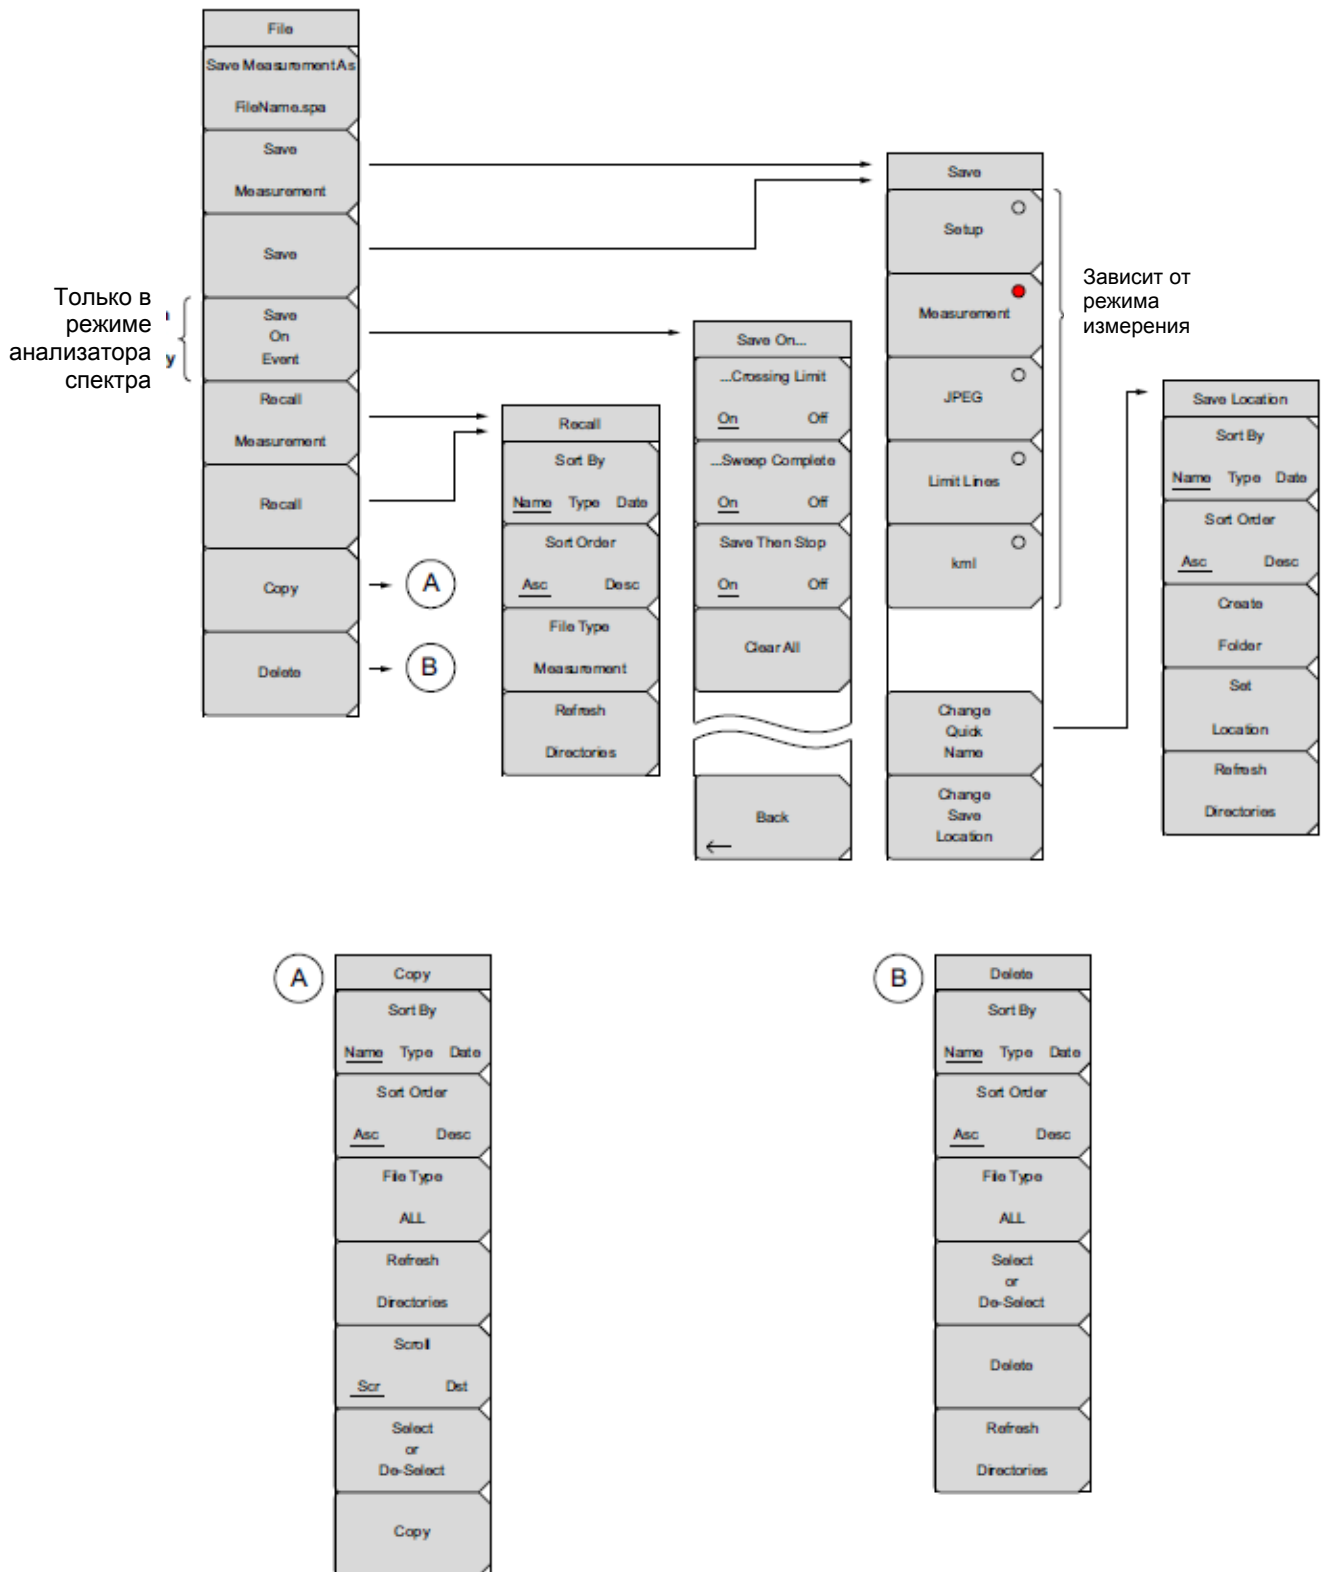 File
Save Measurement As
FileName.spa
Save
Measurement
Save
Save
On
Event
Recall
Measurement
Recall
Copy
Delete
Только в
режиме
анализатора
спектра
y
A
B
Recall
Sort By
Name Type Date
Sort Order
Asc Desc
File Type
Measurement
Refresh
Directories
Save On...
...Crossing Limit
On Off
...Sweep Complete
On Off
Save Then Stop
On Off
Clear All
Back
Save
Setup
Measurement
JPEG
Limit Lines
kml
Change
Quick
Name
Change
Save
Location
Зависит от
режима
измерения
Save Location
Sort By
Name Type Date
Sort Order
Asc Desc
Create
Folder
Set
Location
Refresh
Directories
A
Copy
Sort By
Name Type Date
Sort Order
Asc Desc
File Type
ALL
Refresh
Directories
Scroll
Scr Dst
Select
or
De-Select
Copy
B
Delete
Sort By
Name Type Date
Sort Order
Asc Desc
File Type
ALL
Select
or
De-Select
Delete
Refresh
Directories